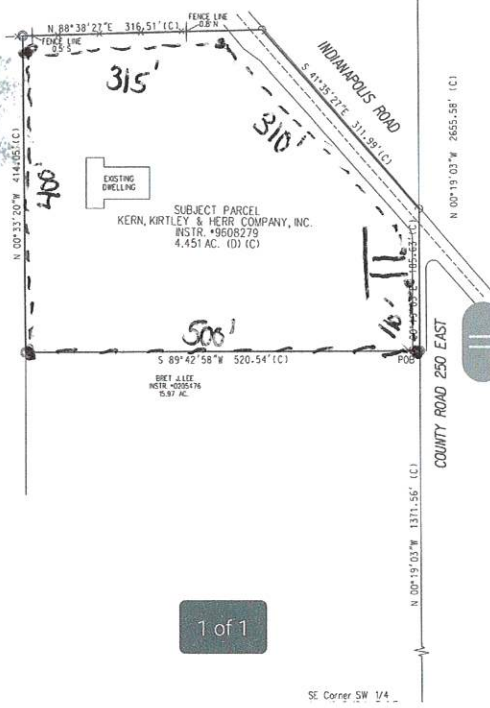 FENCE LINE
0.8'N
N 88°38'27"E 316.51'(C)
FENCE LINE
0.5'S
315'
INDIANAPOLIS ROAD
S 41°35'27"E 311.99'(C)
310'
N 00°19'03"W 2655.58' (C)
N 00°33'20"W 414.05'(C)
EXISTING
DWELLING
SUBJECT PARCEL
KERN, KIRTLEY & HERR COMPANY, INC.
INSTR. #9608279
4.451 AC. (D) (C)
185.63'(C)
110'
500'
S 89°42'58"W 520.54'(C)
POB
BRET J.LEE
INSTR. #0205476
15.97 AC.
COUNTY ROAD 250 EAST
N 00°19'03"W 1371.56' (C)
1 of 1
SE Corner SW 1/4